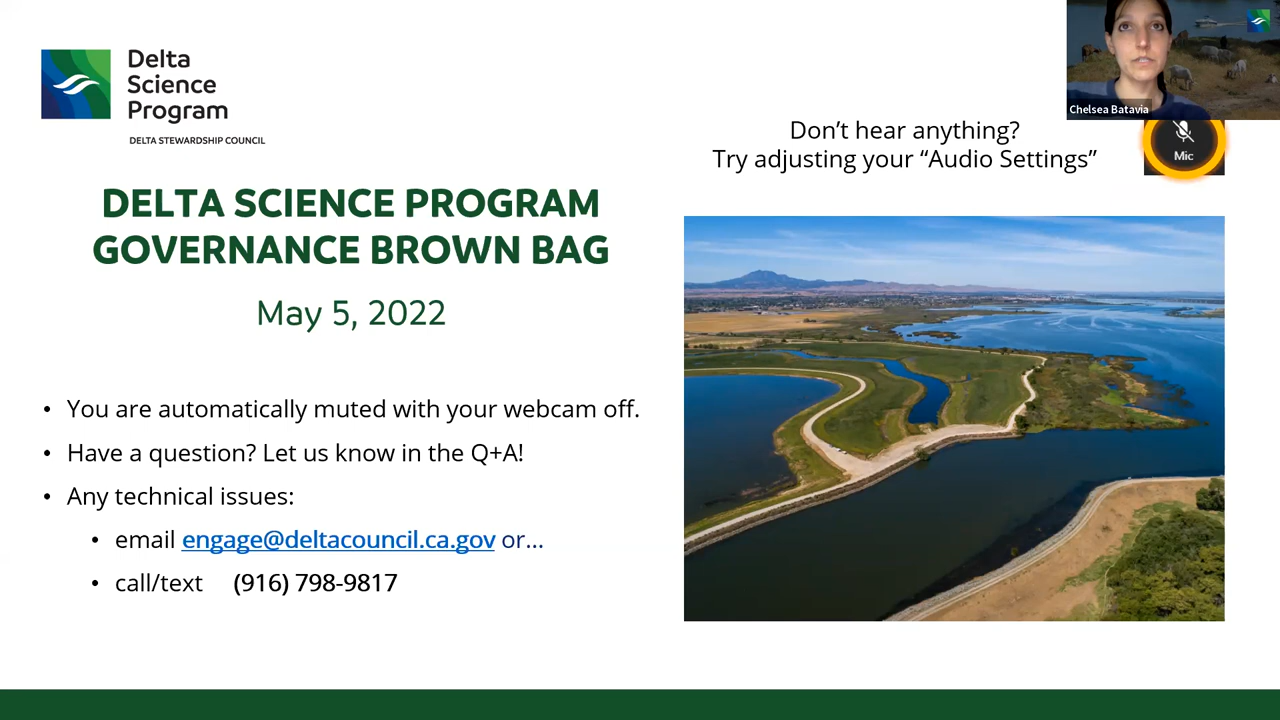 Delta
Science
Program
DELTA STEWARDSHIP COUNCIL
Chelsea Batavia
Don't hear anything?
Try adjusting your “Audio Settings”
Mic
DELTA SCIENCE PROGRAM
GOVERNANCE BROWN BAG
May 5, 2022
• You are automatically muted with your webcam off.
• Have a question? Let us know in the Q+A!
• Any technical issues:
• email engage@deltacouncil.ca.gov or...
• call/text (916) 798-9817